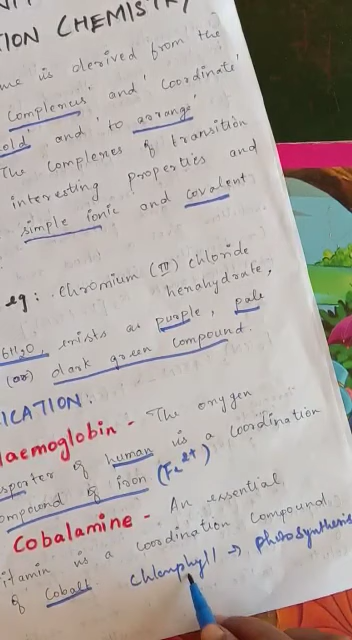 TION CHEMISTRY
me is derived from the
'complexus' and 'coordinate'
old' and 'to arrange'
The complexes of transition
interesting properties and
simple ionic and covalent
eg: chromium (III) chloride
hexahydrate,
6H2O, exists as purple, pale
(or) dark green compound.
ICATION:
Haemoglobin - The oxygen
sporter of human is a coordination
ompound of iron (Fe2+)
Cobalamine - An essential
itamin is a coordination compound
of Cobalt. Chlorophyll → photosynthesis